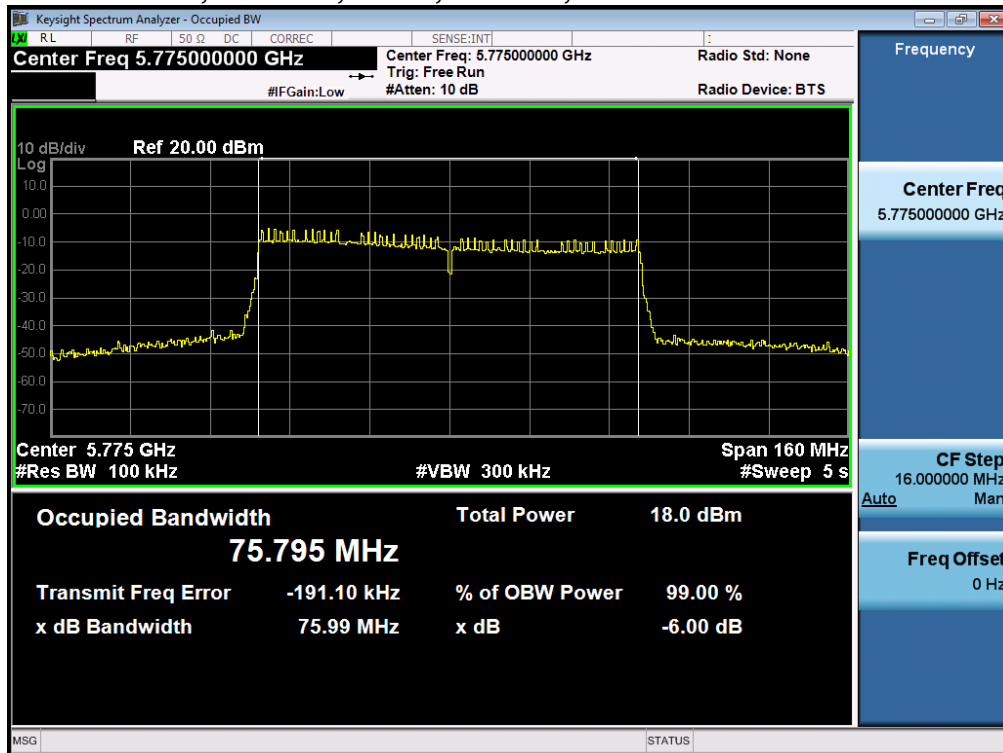 Keysight Spectrum Analyzer - Occupied BW
LXI RL RF 50 Ω DC CORREC SENSE:INT
Center Freq 5.775000000 GHz
Center Freq: 5.775000000 GHz Radio Std: None
Trig: Free Run
#IFGain:Low #Atten: 10 dB Radio Device: BTS
10 dB/div Ref 20.00 dBm
Log
10.0
0.00
-10.0
-20.0
-30.0
-40.0
-50.0
-60.0
-70.0
Center 5.775 GHz Span 160 MHz
#Res BW 100 kHz #VBW 300 kHz #Sweep 5 s
Occupied Bandwidth Total Power 18.0 dBm
75.795 MHz
Transmit Freq Error -191.10 kHz % of OBW Power 99.00 %
x dB Bandwidth 75.99 MHz x dB -6.00 dB
Frequency
Center Freq
5.775000000 GHz
CF Step
16.000000 MHz
Auto Man
Freq Offset
0 Hz
MSG STATUS